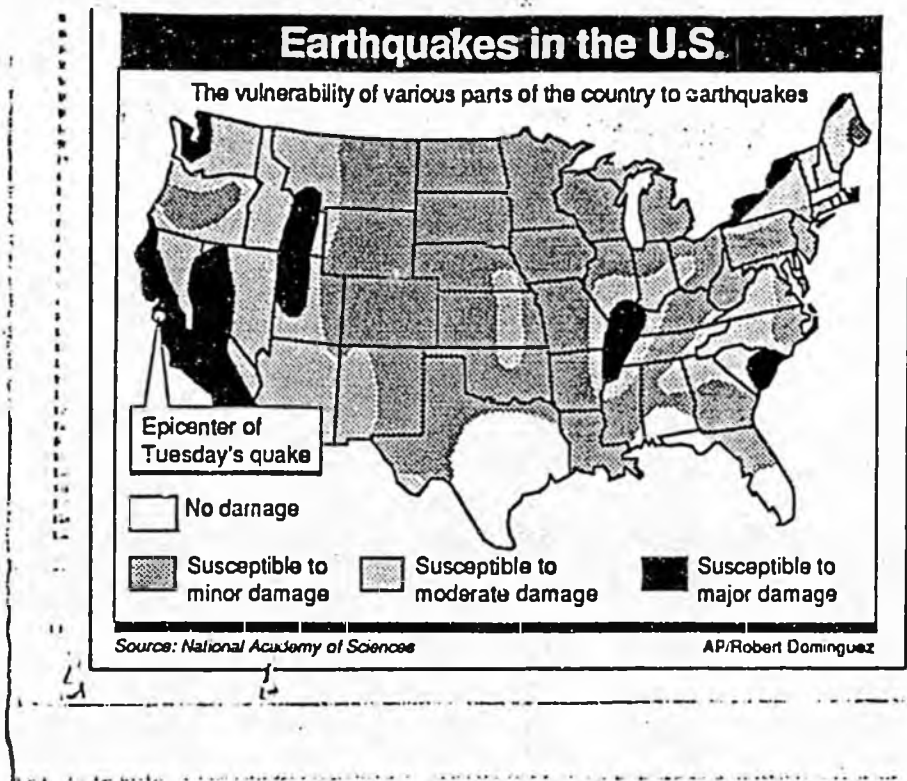 Earthquakes in the U.S.
The vulnerability of various parts of the country to earthquakes
Epicenter of
Tuesday's quake
No damage
Susceptible to
minor damage
Susceptible to
moderate damage
Susceptible to
major damage
Source: National Academy of Sciences
AP/Robert Dominguez